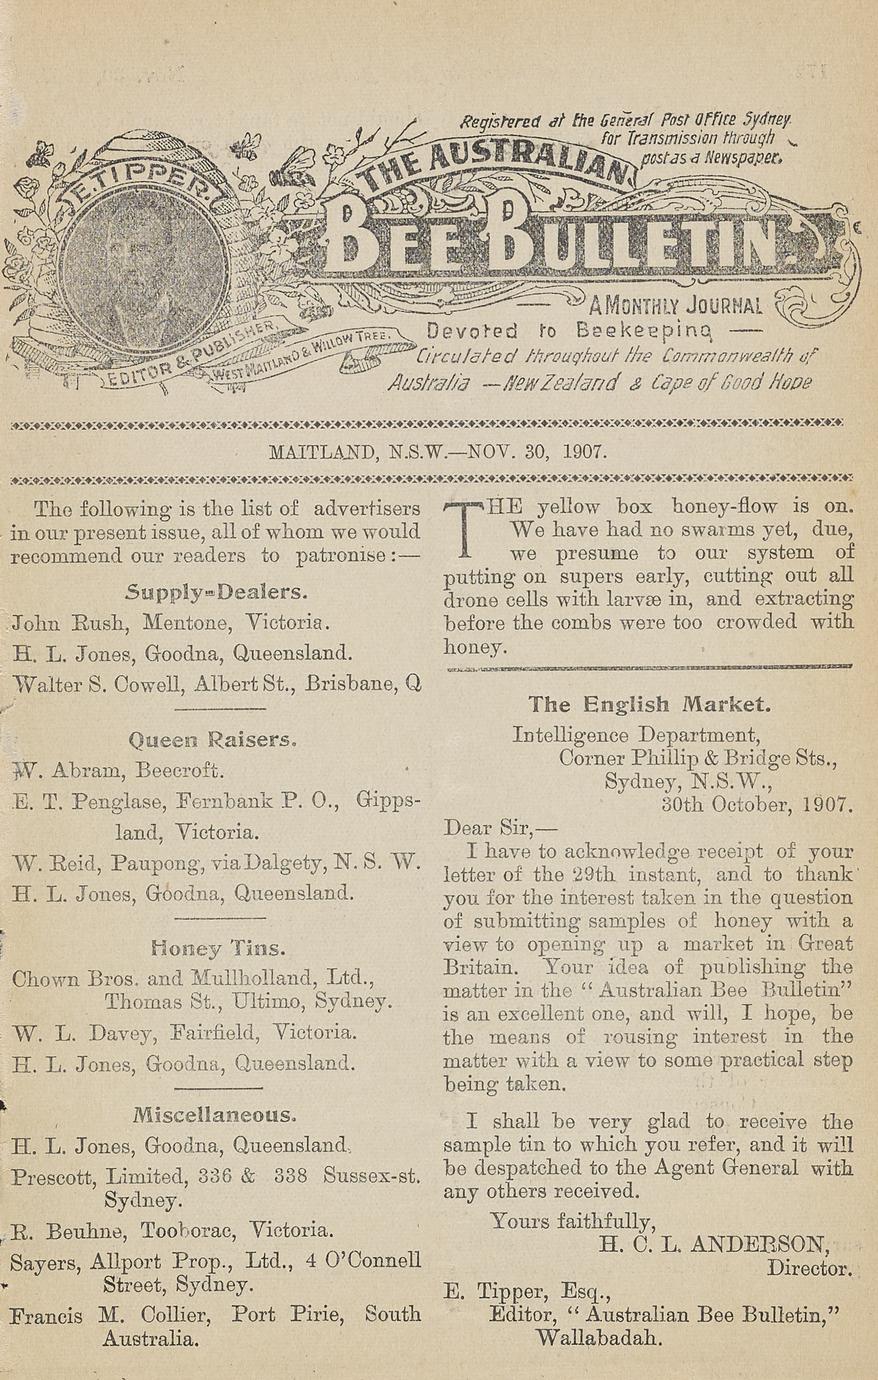 Registered at the General Post Office Sydney
for Transmission through
post as a Newspaper.
E. TIPPER.
THE AUSTRALIAN
BEE BULLETIN.
EDITOR & PUBLISHER,
WEST MAITLAND & WILLOW TREE.
A MONTHLY JOURNAL
Devoted to Beekeeping —
Circulated throughout the Commonwealth of
Australia — New Zealand & Cape of Good Hope
MAITLAND, N.S.W.—NOV. 30, 1907.
The following is the list of advertisers
in our present issue, all of whom we would
recommend our readers to patronise:—
Supply-Dealers.
John Rush, Mentone, Victoria.
H. L. Jones, Goodna, Queensland.
Walter S. Cowell, Albert St., Brisbane, Q
Queen Raisers.
W. Abram, Beecroft.
E. T. Penglase, Fernbank P. O., Gipps-
land, Victoria.
W. Reid, Paupong, via Dalgety, N. S. W.
H. L. Jones, Goodna, Queensland.
Honey Tins.
Chown Bros. and Mullholland, Ltd.,
Thomas St., Ultimo, Sydney.
W. L. Davey, Fairfield, Victoria.
H. L. Jones, Goodna, Queensland.
Miscellaneous.
H. L. Jones, Goodna, Queensland.
Prescott, Limited, 336 & 338 Sussex-st.
Sydney.
R. Beuhne, Tooborac, Victoria.
Sayers, Allport Prop., Ltd., 4 O'Connell
Street, Sydney.
Francis M. Collier, Port Pirie, South
Australia.
THE yellow box honey-flow is on.
We have had no swarms yet, due,
we presume to our system of
putting on supers early, cutting out all
drone cells with larvæ in, and extracting
before the combs were too crowded with
honey.
The English Market.
Intelligence Department,
Corner Phillip & Bridge Sts.,
Sydney, N.S.W.,
30th October, 1907.
Dear Sir,—
I have to acknowledge receipt of your
letter of the 29th instant, and to thank
you for the interest taken in the question
of submitting samples of honey with a
view to opening up a market in Great
Britain. Your idea of publishing the
matter in the “ Australian Bee Bulletin”
is an excellent one, and will, I hope, be
the means of rousing interest in the
matter with a view to some practical step
being taken.
I shall be very glad to receive the
sample tin to which you refer, and it will
be despatched to the Agent General with
any others received.
Yours faithfully,
H. C. L. ANDERSON,
Director.
E. Tipper, Esq.,
Editor, “ Australian Bee Bulletin,”
Wallabadah.